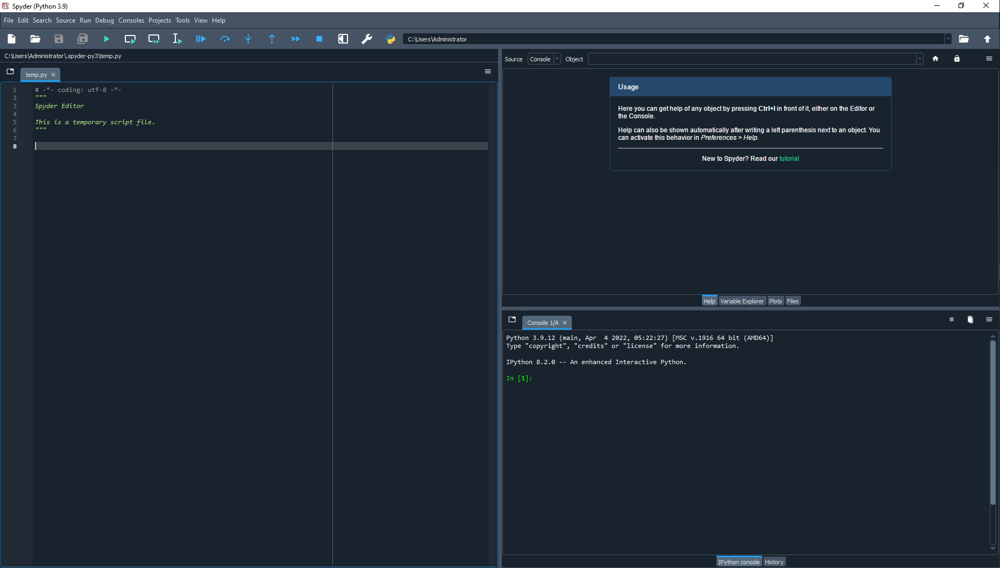 Spyder (Python 3.9)
File Edit Search Source Run Debug Consoles Projects Tools View Help
C:\Users\Administrator
C:\Users\Administrator\.spyder-py3\temp.py
temp.py
1 # -*- coding: utf-8 -*-
2 """
3 Spyder Editor
4
5 This is a temporary script file.
6 """
7
8
Source Console Object
Usage
Here you can get help of any object by pressing Ctrl+I in front of it, either on the Editor or
the Console.
Help can also be shown automatically after writing a left parenthesis next to an object. You
can activate this behavior in Preferences > Help.
New to Spyder? Read our tutorial
Help Variable Explorer Plots Files
Console 1/A
Python 3.9.12 (main, Apr  4 2022, 05:22:27) [MSC v.1916 64 bit (AMD64)]
Type "copyright", "credits" or "license" for more information.
IPython 8.2.0 -- An enhanced Interactive Python.
In [1]:
IPython console History